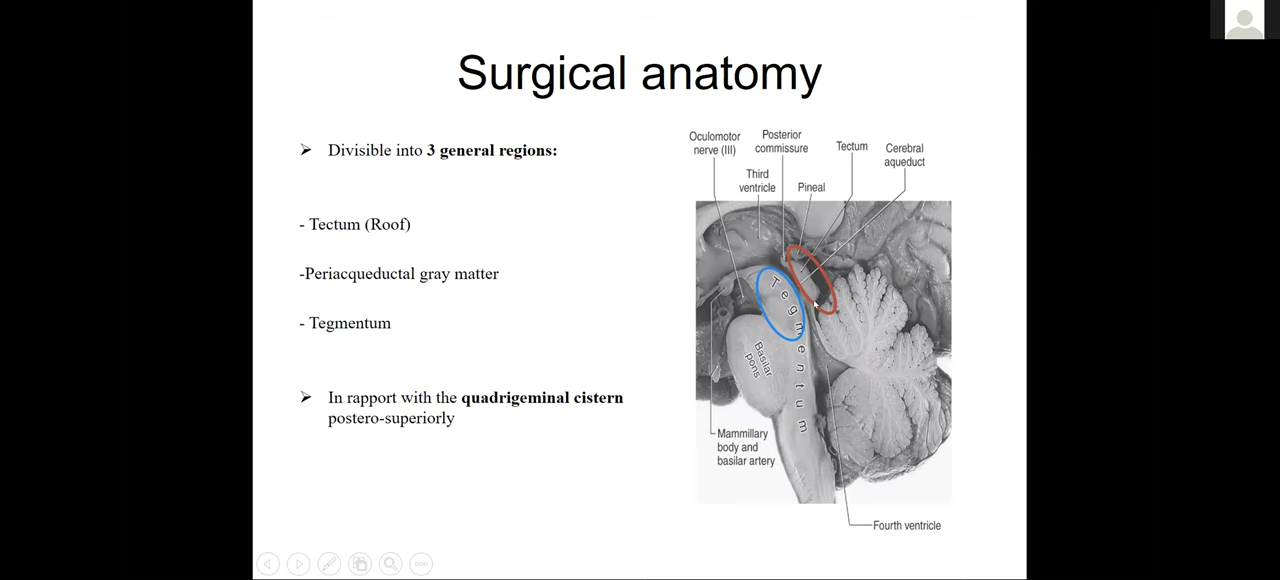 Surgical anatomy
➢ Divisible into 3 general regions:
- Tectum (Roof)
-Periacqueductal gray matter
- Tegmentum
➢ In rapport with the quadrigeminal cistern
postero-superiorly
Oculomotor
nerve (III)
Posterior
commissure
Third
ventricle
Pineal
Tectum
Cerebral
aqueduct
Tegmentum
Basilar
pons
Mammillary
body and
basilar artery
Fourth ventricle